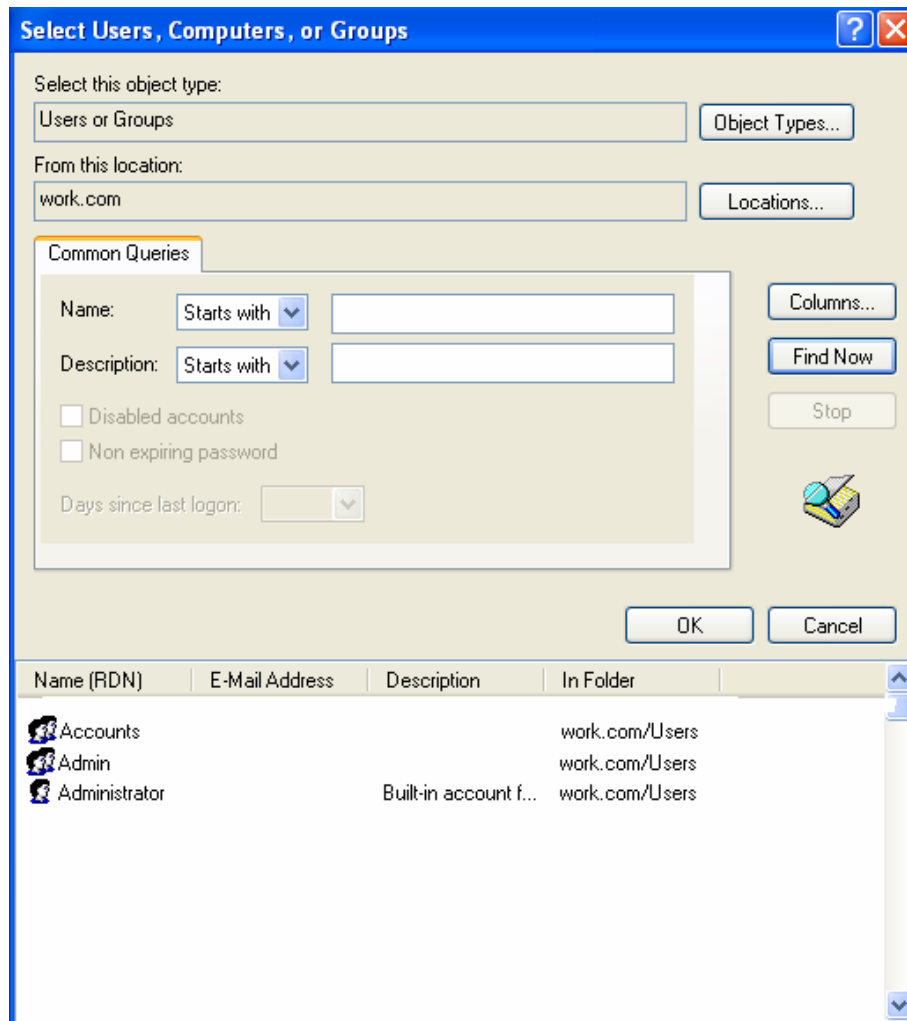 Select Users, Computers, or Groups
Select this object type:
Users or Groups
Object Types...
From this location:
work.com
Locations...
Common Queries
Name: Starts with
Columns...
Description: Starts with
Find Now
Disabled accounts
Stop
Non expiring password
Days since last logon:
OK Cancel
Name (RDN) E-Mail Address Description In Folder
Accounts work.com/Users
Admin work.com/Users
Administrator Built-in account f... work.com/Users